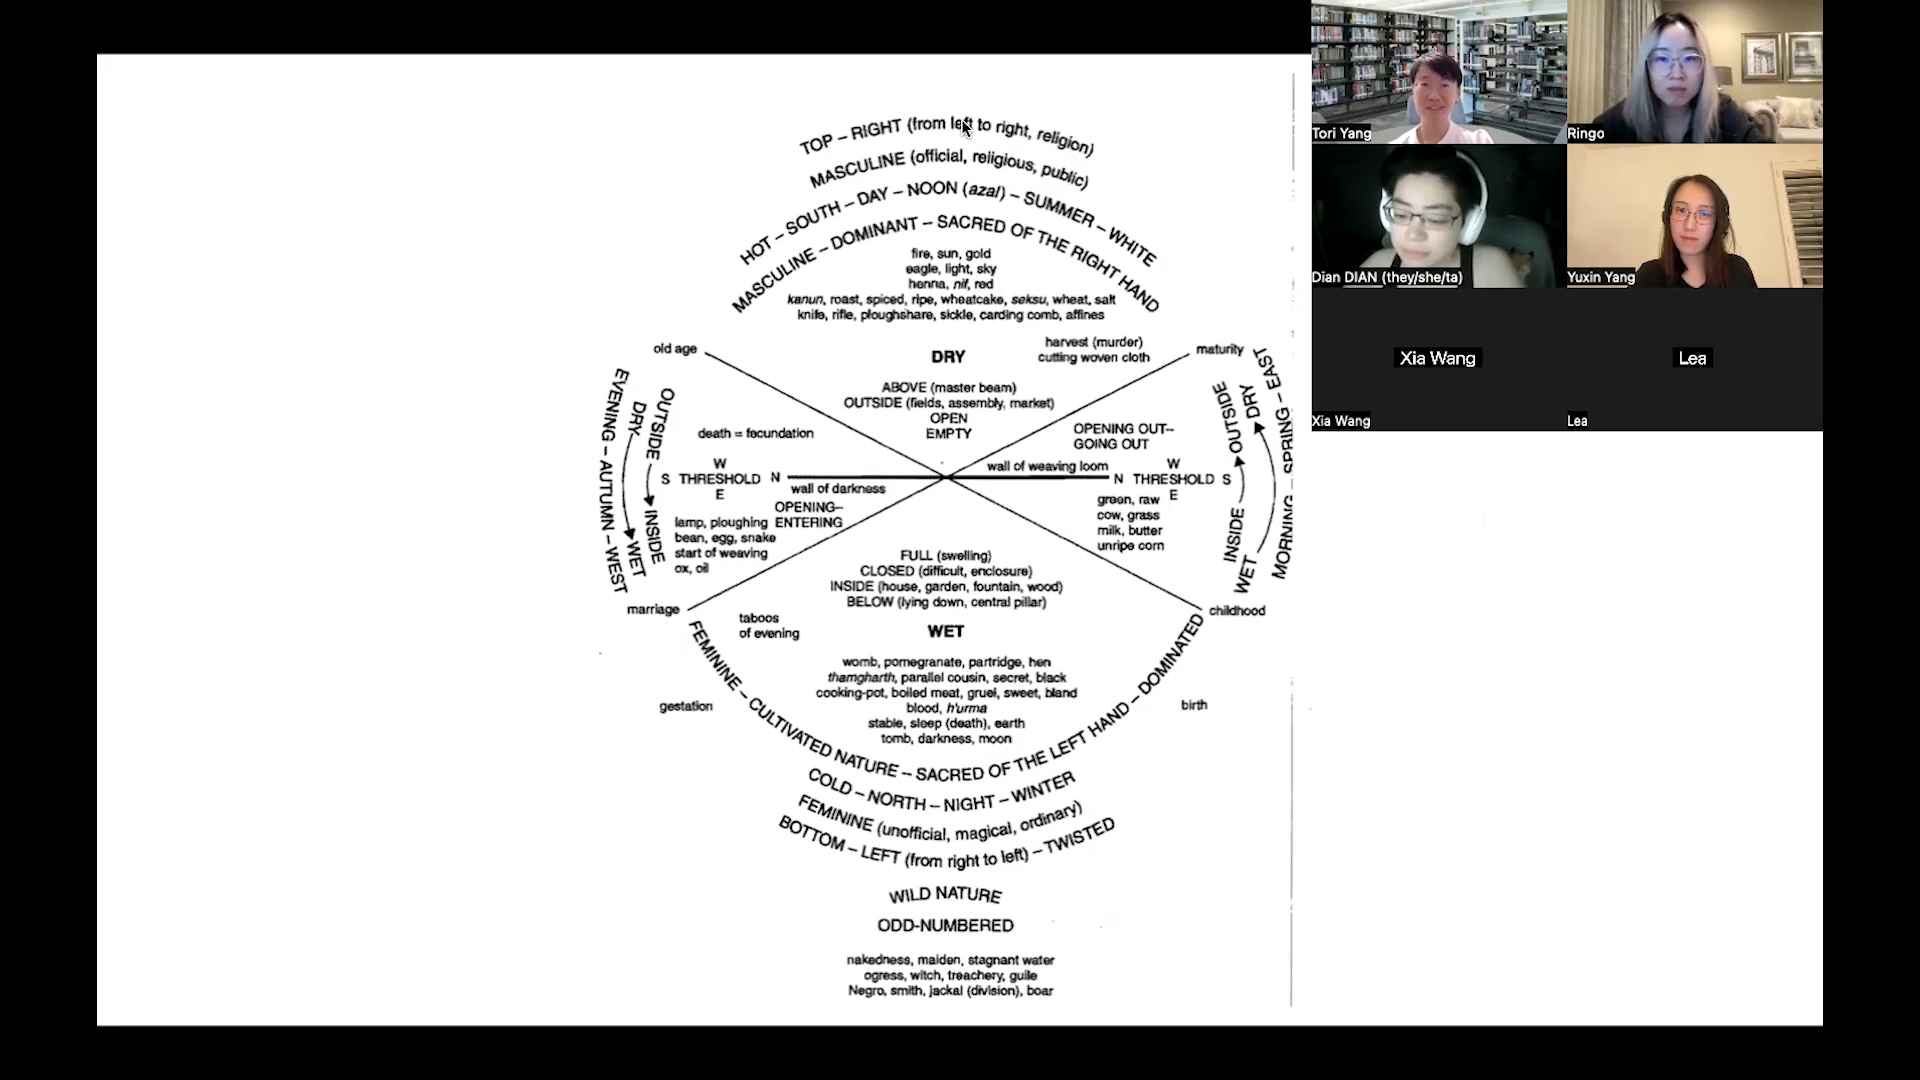 TOP – RIGHT (from left to right, religion)
MASCULINE (official, religious, public)
HOT – SOUTH – DAY – NOON (azal) – SUMMER – WHITE
MASCULINE – DOMINANT – SACRED OF THE RIGHT HAND
fire, sun, gold
eagle, light, sky
henna, nif, red
kanun, roast, spiced, ripe, wheatcake, seksu, wheat, salt
knife, rifle, ploughshare, sickle, carding comb, affines
old age
DRY
harvest (murder)
cutting woven cloth
maturity
ABOVE (master beam)
OUTSIDE (fields, assembly, market)
OPEN
EMPTY
EVENING – AUTUMN – WEST
DRY
WET
OUTSIDE
INSIDE
death = fecundation
OPENING OUT–
GOING OUT
W
S THRESHOLD N
E
wall of darkness
wall of weaving loom
W
N THRESHOLD S
E
OPENING–
ENTERING
lamp, ploughing
bean, egg, snake
start of weaving
ox, oil
green, raw
cow, grass
milk, butter
unripe corn
INSIDE
OUTSIDE
WET
DRY
MORNING – SPRING – EAST
FULL (swelling)
CLOSED (difficult, enclosure)
INSIDE (house, garden, fountain, wood)
BELOW (lying down, central pillar)
marriage
childhood
taboos
of evening
WET
womb, pomegranate, partridge, hen
thamgharth, parallel cousin, secret, black
cooking-pot, boiled meat, gruel, sweet, bland
blood, h'urma
stable, sleep (death), earth
tomb, darkness, moon
gestation
birth
FEMININE – CULTIVATED NATURE – SACRED OF THE LEFT HAND – DOMINATED
COLD – NORTH – NIGHT – WINTER
FEMININE (unofficial, magical, ordinary)
BOTTOM – LEFT (from right to left) – TWISTED
WILD NATURE
ODD-NUMBERED
nakedness, maiden, stagnant water
ogress, witch, treachery, guile
Negro, smith, jackal (division), boar
Tori Yang
Ringo
Dian DIAN (they/she/ta)
Yuxin Yang
Xia Wang
Lea
Xia Wang
Lea